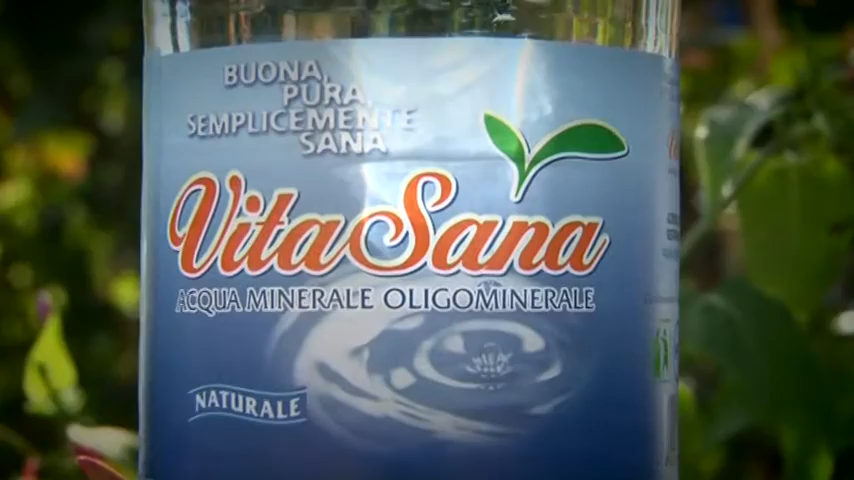 BUONA,
PURA,
SEMPLICEMENTE
SANA
VitaSana
ACQUA MINERALE OLIGOMINERALE
NATURALE